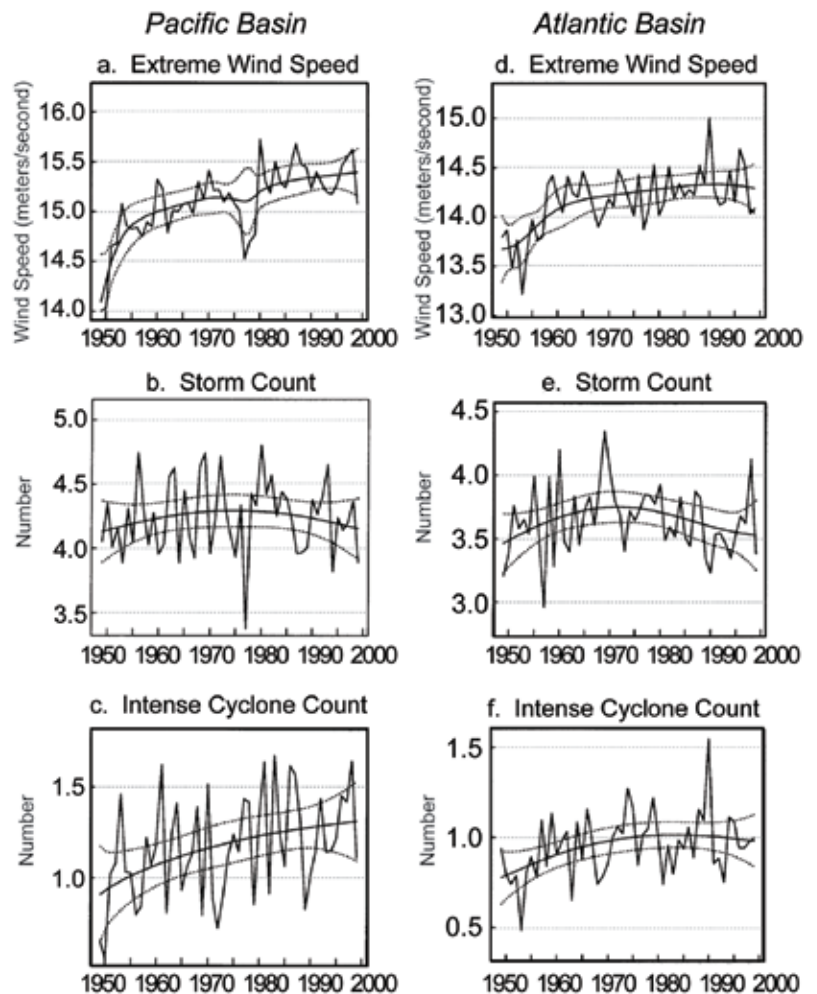 Pacific Basin
a. Extreme Wind Speed
Wind Speed (meters/second)
16.0
15.5
15.0
14.5
14.0
1950 1960 1970 1980 1990 2000
b. Storm Count
Number
5.0
4.5
4.0
3.5
1950 1960 1970 1980 1990 2000
c. Intense Cyclone Count
Number
1.5
1.0
1950 1960 1970 1980 1990 2000
Atlantic Basin
d. Extreme Wind Speed
Wind Speed (meters/second)
15.0
14.5
14.0
13.5
13.0
1950 1960 1970 1980 1990 2000
e. Storm Count
Number
4.5
4.0
3.5
3.0
1950 1960 1970 1980 1990 2000
f. Intense Cyclone Count
Number
1.5
1.0
0.5
1950 1960 1970 1980 1990 2000